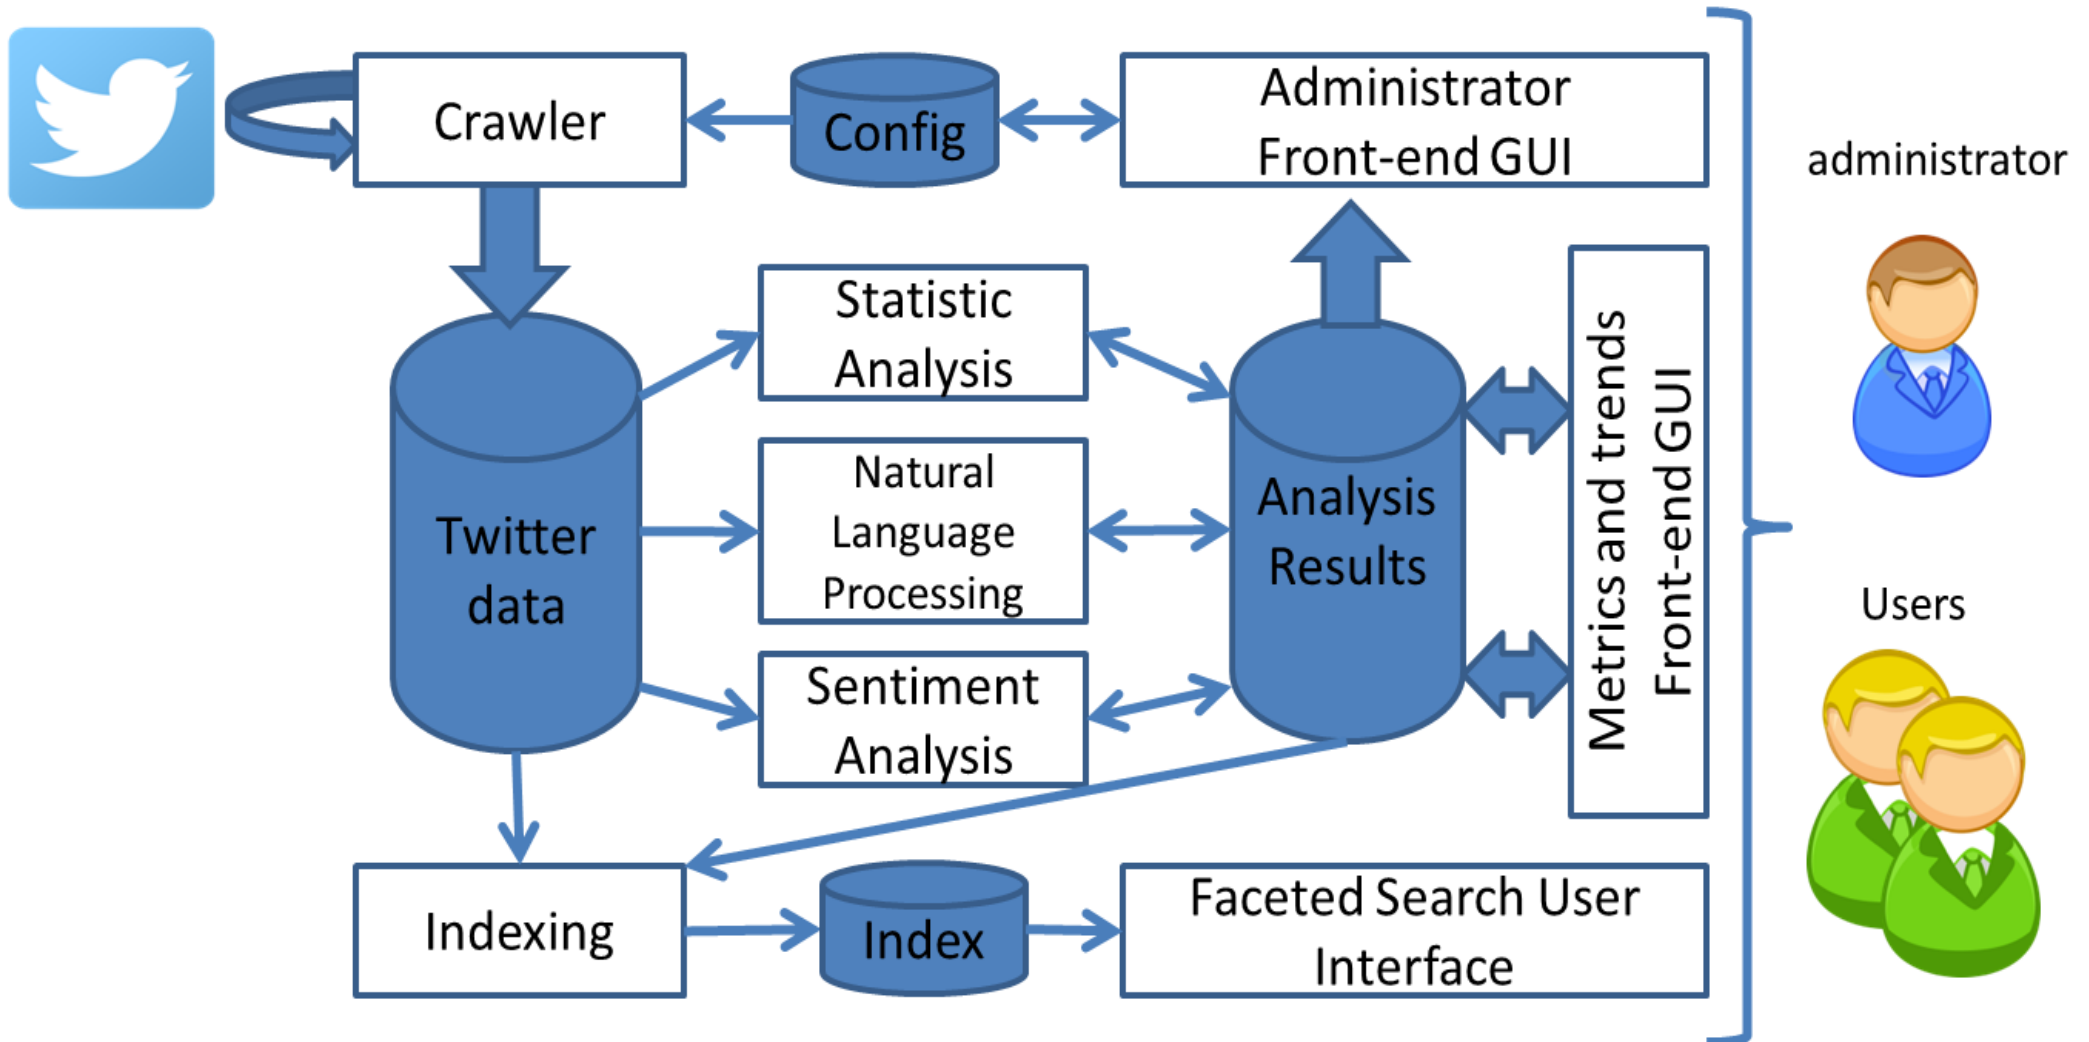 Crawler
Config
Administrator
Front-end GUI
administrator
Statistic
Analysis
Natural
Language
Processing
Sentiment
Analysis
Twitter
data
Analysis
Results
Metrics and trends
Front-end GUI
Users
Indexing
Index
Faceted Search User
Interface